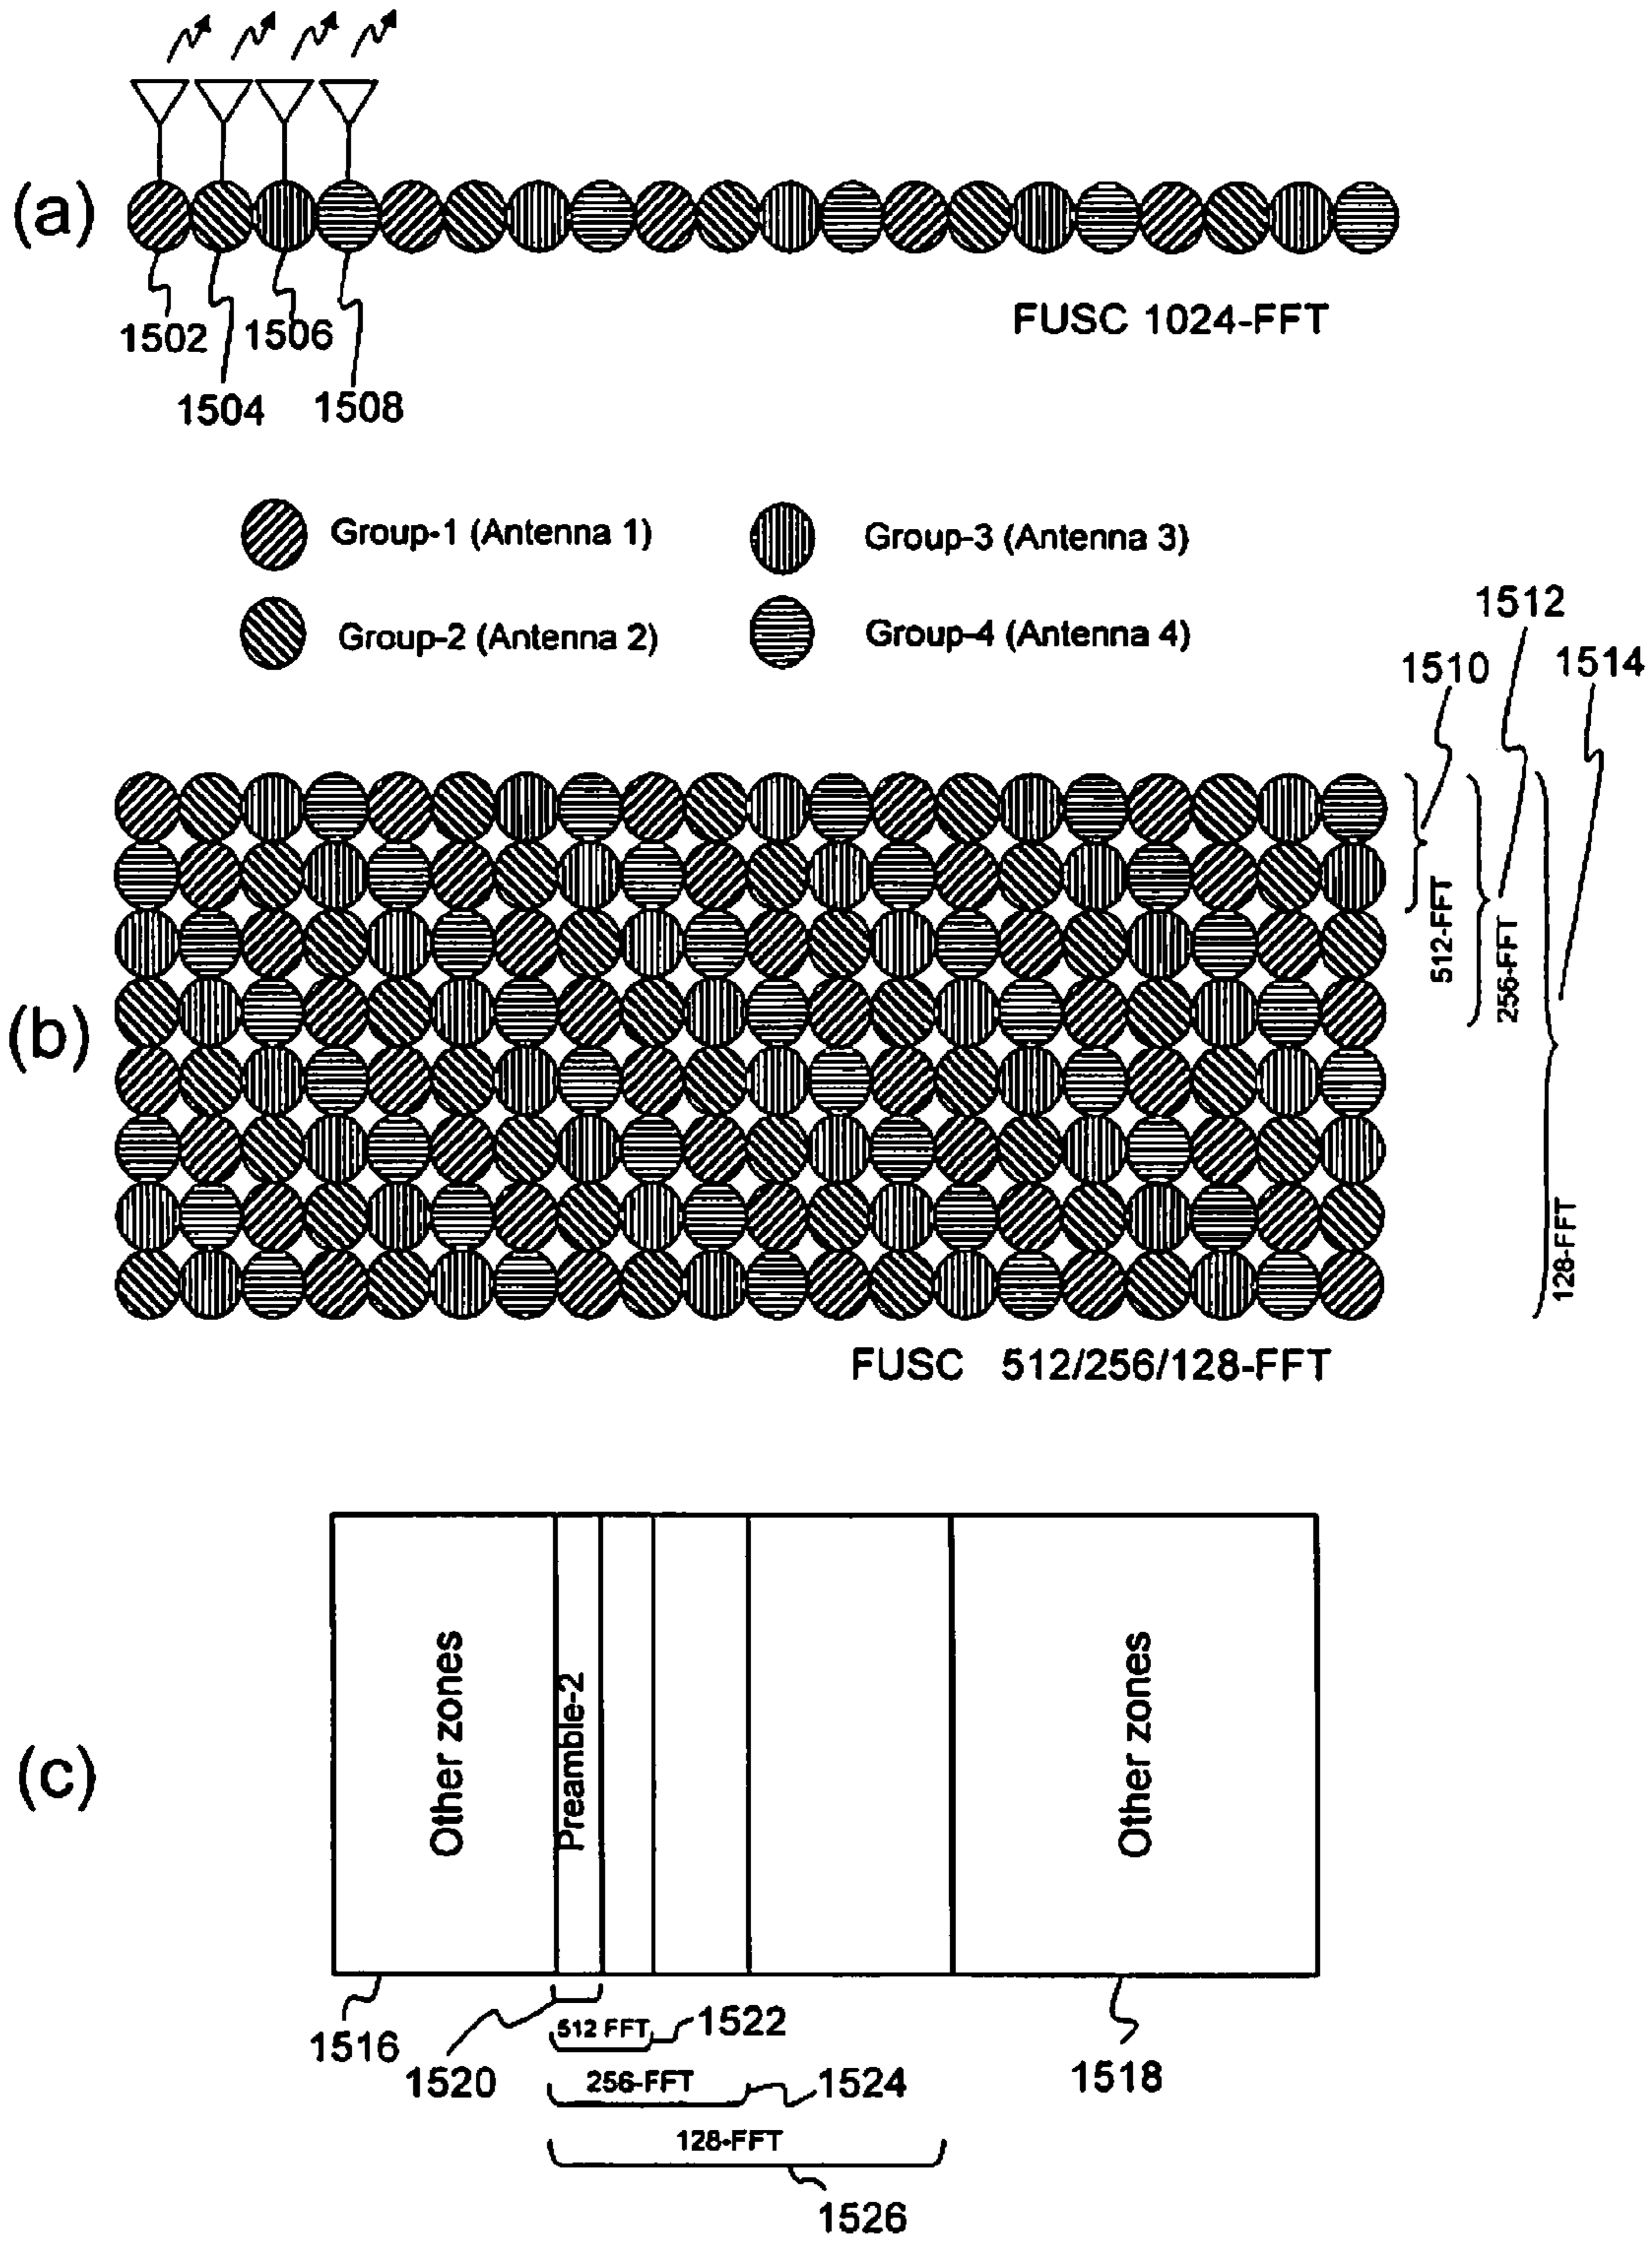 (a)
1502
1506
FUSC 1024-FFT
1504
1508
Group-1 (Antenna 1)
Group-3 (Antenna 3)
Group-2 (Antenna 2)
Group-4 (Antenna 4)
1512
1510
1514
512-FFT
256-FFT
(b)
128-FFT
FUSC 512/256/128-FFT
(c)
Other zones
Preamble-2
Other zones
1516
1520
512 FFT
1522
256-FFT
1524
1518
128-FFT
1526